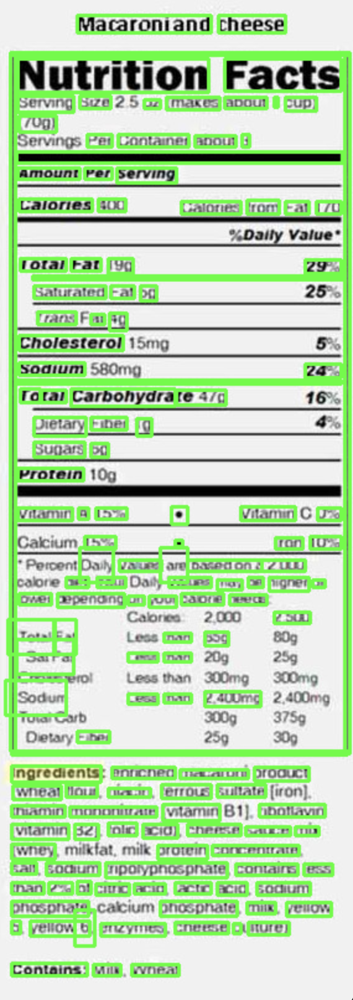 Macaroni and cheese
Nutrition Facts
Serving Size 2.5 oz (makes about cup)
70g)
Servings Per Container about
Amount Per Serving
Calories 400 Calories from Fat 170
%Daily Value*
Total Fat 19g 29%
Saturated Fat 5g 25%
Trans Fat
Cholesterol 15mg 5%
Sodium 580mg 24%
Total Carbohydrate 47g 16%
Dietary Fiber 4%
Sugars
Protein 10g
Vitamin A 15% • Vitamin C 0%
Calcium 15% • Iron 10%
* Percent Daily Values are based on a 2,000
calorie diet. Your Daily Values may be higher or
lower depending on your calorie needs:
Calories: 2,000 2,500
Total Fat Less than 65g 80g
Sat Fat Less than 20g 25g
Cholesterol Less than 300mg 300mg
Sodium Less than 2,400mg 2,400mg
Total Carb 300g 375g
Dietary Fiber 25g 30g
Ingredients: enriched macaroni product
wheat flour, niacin, ferrous sulfate [iron],
thiamin mononitrate [vitamin B1], riboflavin
vitamin B2], folic acid), cheese sauce mix
(whey, milkfat, milk protein concentrate,
salt, sodium tripolyphosphate, contains less
than 2% of citric acid, lactic acid, sodium
phosphate, calcium phosphate, milk, yellow
5, yellow 6, enzymes, cheese culture)
Contains: Milk, Wheat